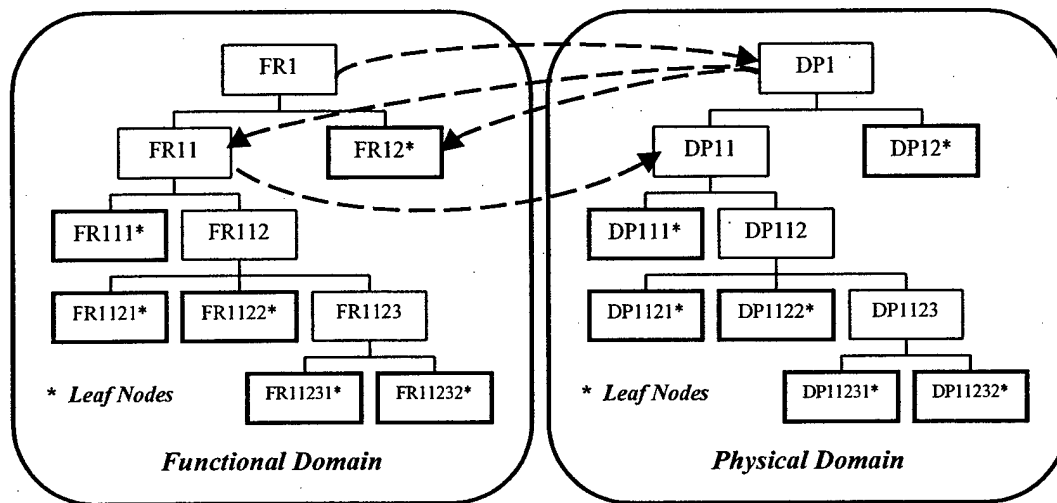 FR1
FR11
FR12*
FR111*
FR112
FR1121*
FR1122*
FR1123
FR11231*
FR11232*
* Leaf Nodes
Functional Domain
DP1
DP11
DP12*
DP111*
DP112
DP1121*
DP1122*
DP1123
DP11231*
DP11232*
* Leaf Nodes
Physical Domain